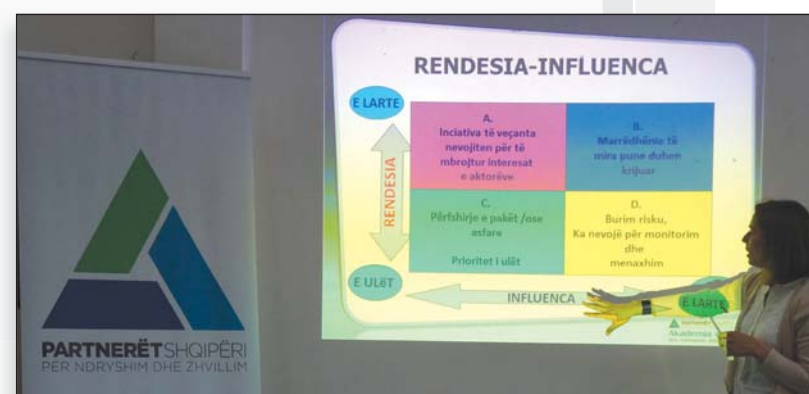 RENDESIA-INFLUENCA
E LARTE
A.
Inciativa të veçanta
nevojiten për të
mbrojtur interesat
e aktorëve
B.
Marrëdhënie të
mira pune duhen
krijuar
RENDESIA
C.
Përfshirje e pakët /ose
asfare
Prioritet i ulët
D.
Burim risku,
Ka nevojë për monitorim
dhe
menaxhim
E ULëT
INFLUENCA
E LARTE
Akademia
PARTNERËTSHQIPËRI
PËR NDRYSHIM DHE ZHVILLIM